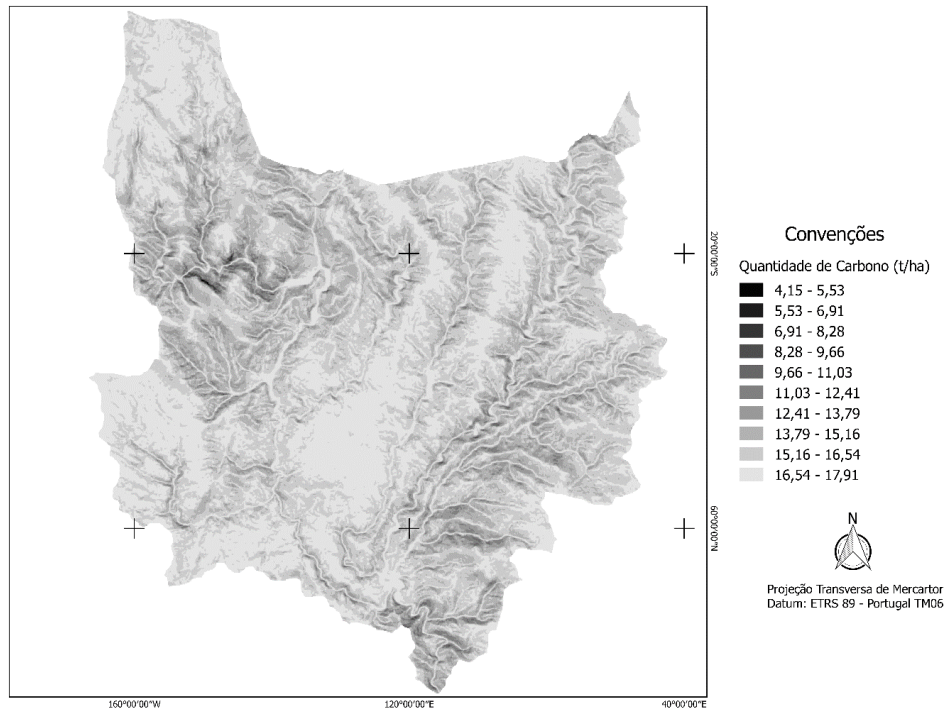 Convenções
Quantidade de Carbono (t/ha)
4,15 - 5,53
5,53 - 6,91
6,91 - 8,28
8,28 - 9,66
9,66 - 11,03
11,03 - 12,41
12,41 - 13,79
13,79 - 15,16
15,16 - 16,54
16,54 - 17,91
N
Projeção Transversa de Mercartor
Datum: ETRS 89 - Portugal TM06
20°00'00"S
60°00'00"N
160°00'00"W
120°00'00"E
40°00'00"E